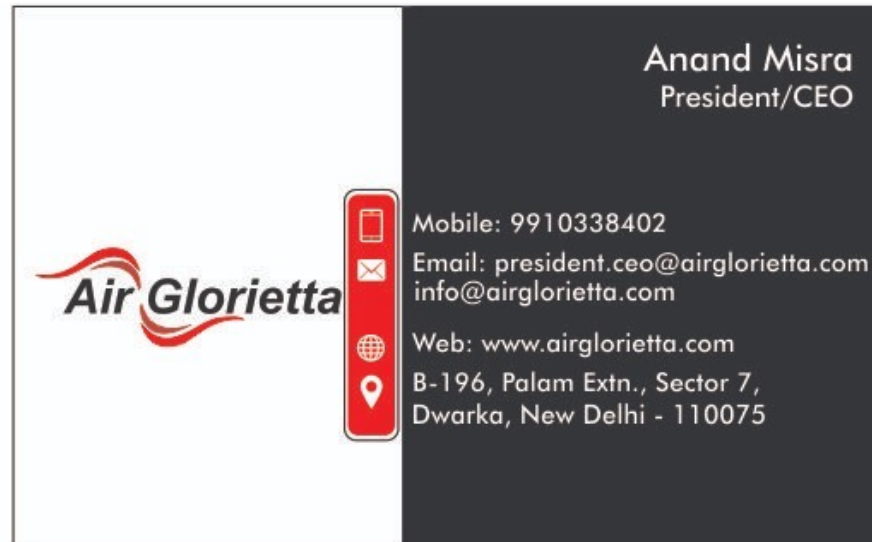 Anand Misra
President/CEO
Air Glorietta
Mobile: 9910338402
Email: president.ceo@airglorietta.com
info@airglorietta.com
Web: www.airglorietta.com
B-196, Palam Extn., Sector 7,
Dwarka, New Delhi - 110075